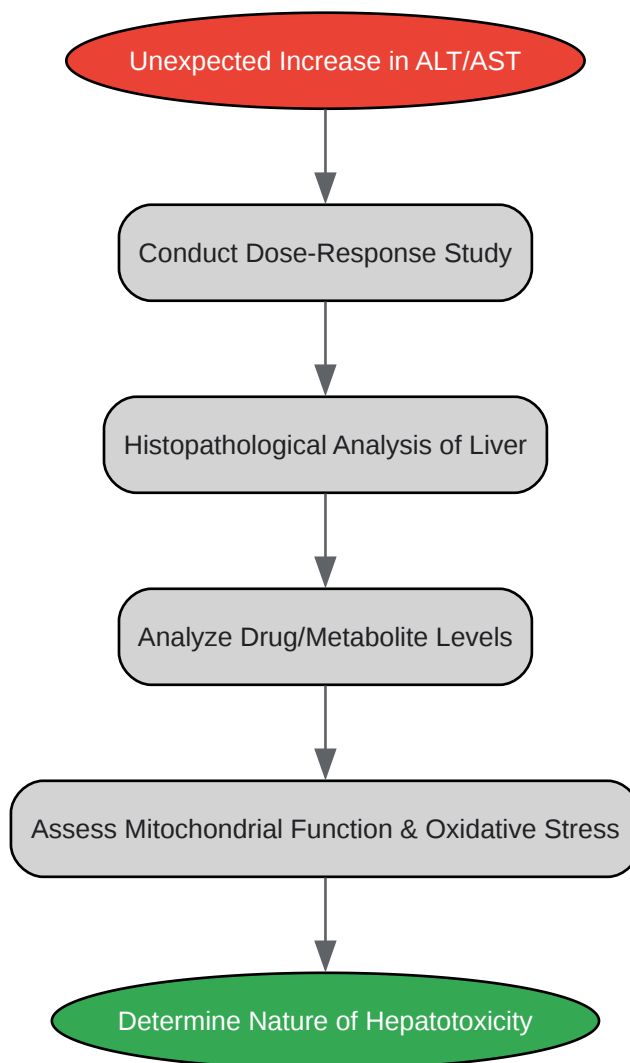 Unexpected Increase in ALT/AST
Conduct Dose-Response Study
Histopathological Analysis of Liver
Analyze Drug/Metabolite Levels
Assess Mitochondrial Function & Oxidative Stress
Determine Nature of Hepatotoxicity